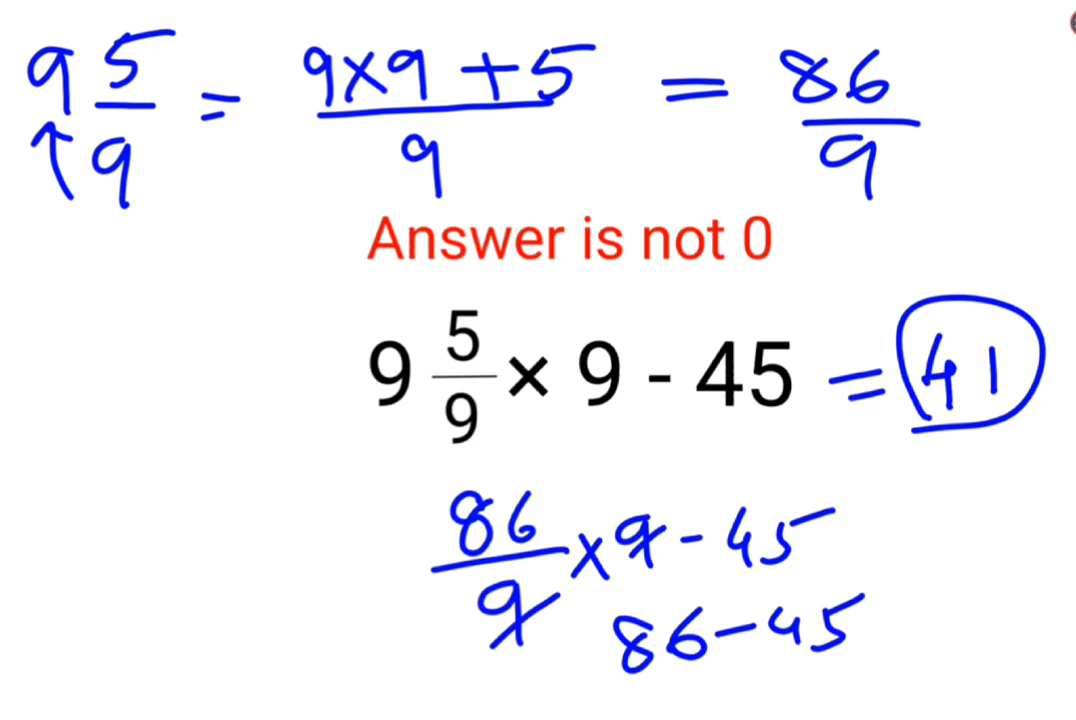 9 5/9 = (9×9+5)/9 = 86/9
Answer is not 0
9 5/9 × 9 - 45 = 41
86/9 × 9 - 45
86-45